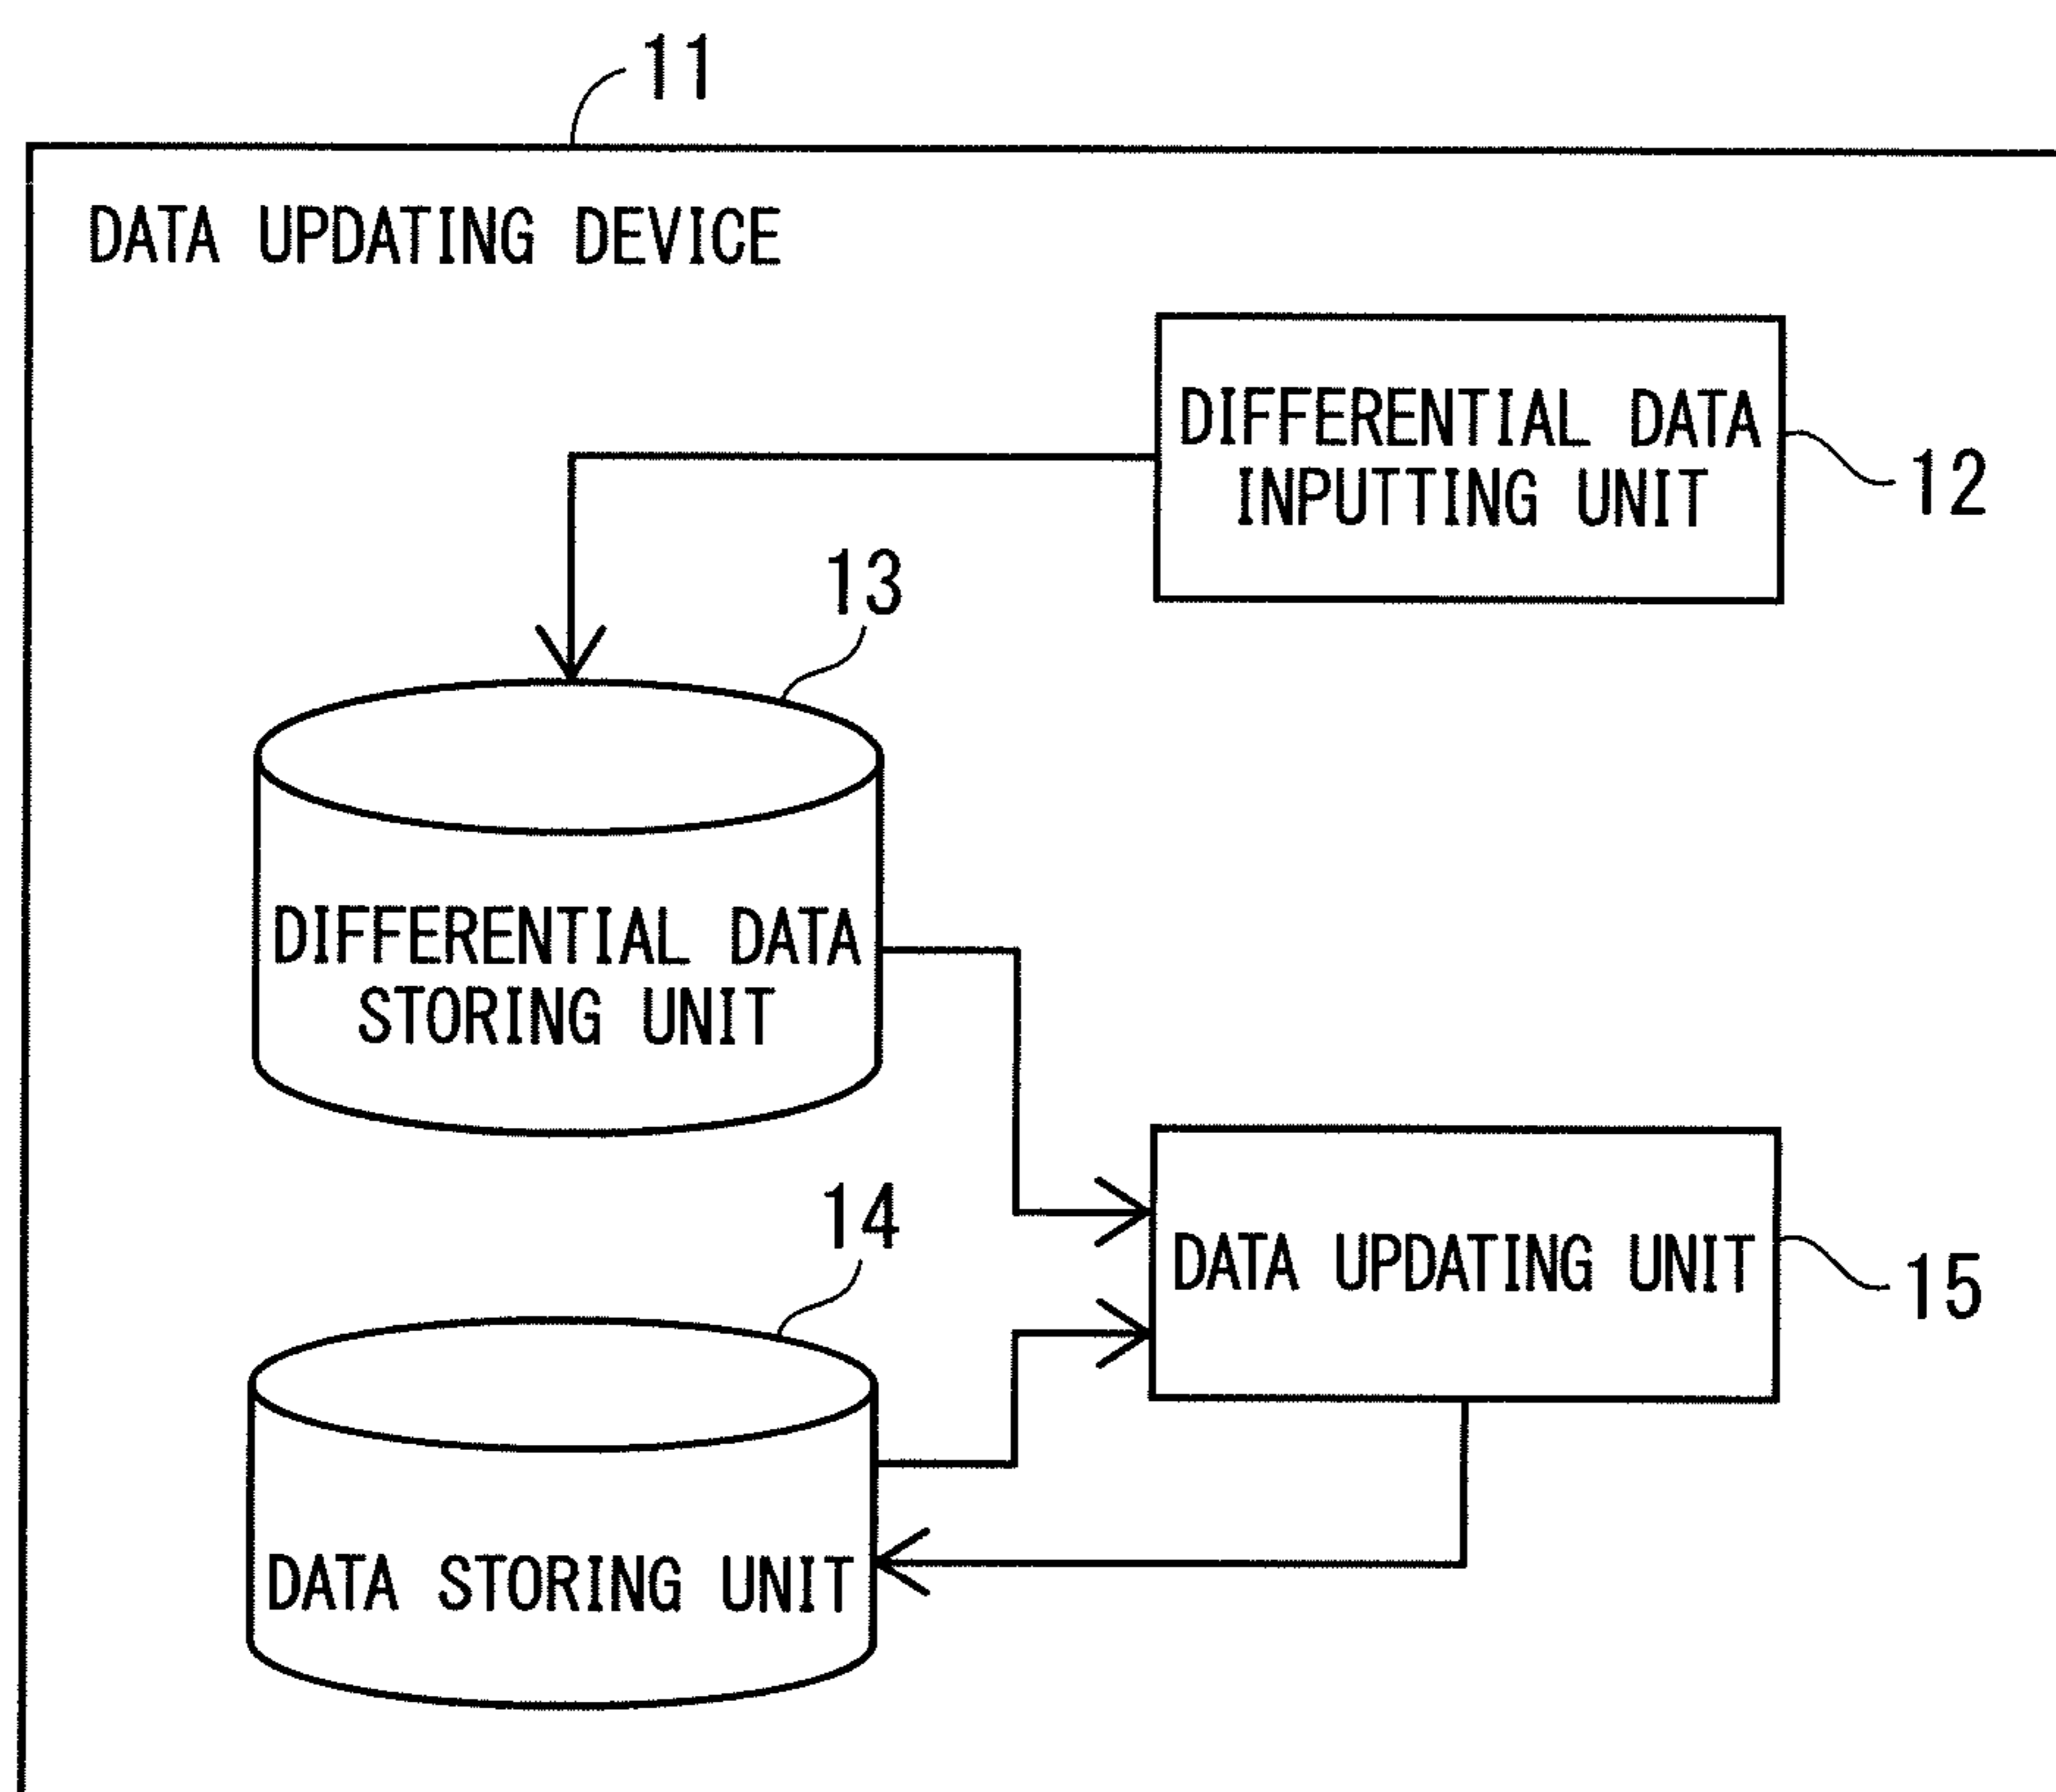 11
DATA UPDATING DEVICE
DIFFERENTIAL DATA
INPUTTING UNIT
12
13
DIFFERENTIAL DATA
STORING UNIT
14
DATA UPDATING UNIT
15
DATA STORING UNIT